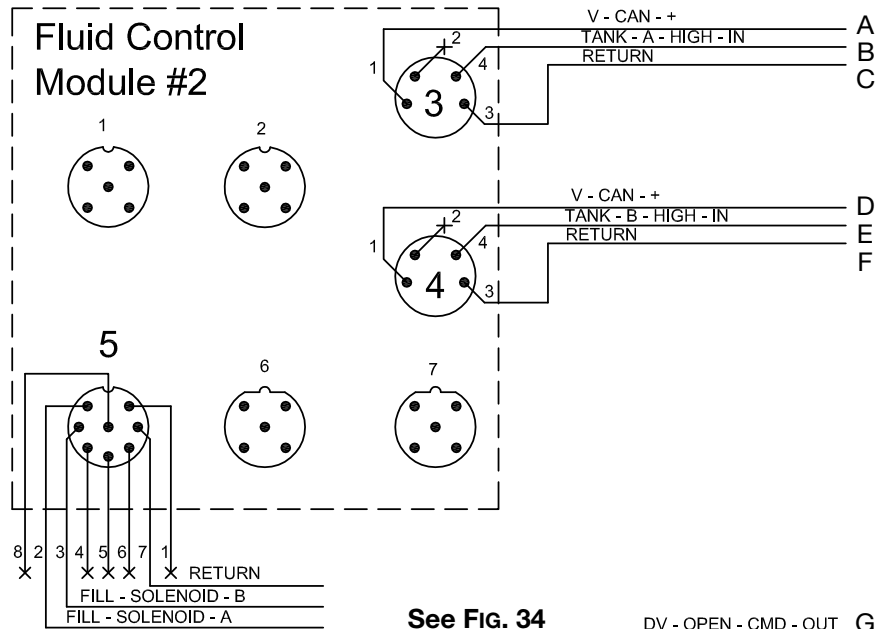 Fluid Control
Module #2
V - CAN - +
A
2
TANK - A - HIGH - IN
B
RETURN
C
1
4
3
3
1
2
V - CAN - +
D
2
TANK - B - HIGH - IN
E
RETURN
F
1
4
4
3
5
6
7
8 2 3 4 5 6 7 1
RETURN
FILL - SOLENOID - B
FILL - SOLENOID - A
See FIG. 34
DV - OPEN - CMD - OUT G